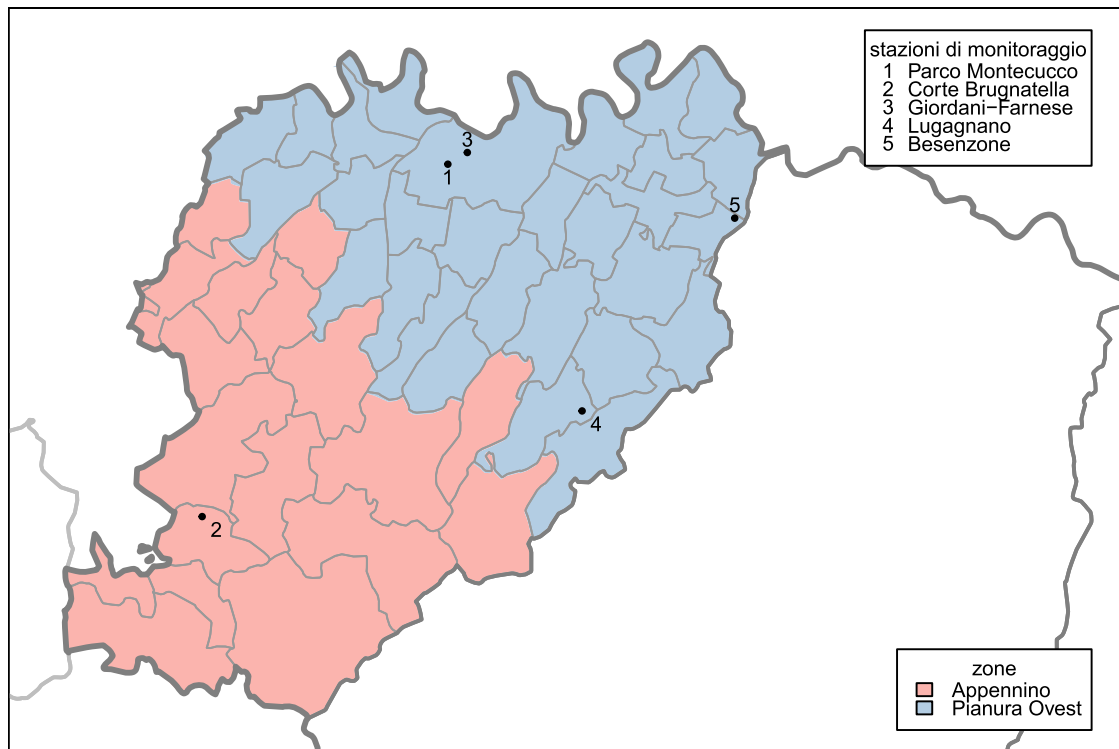 stazioni di monitoraggio
1 Parco Montecucco
2 Corte Brugnatella
3 Giordani−Farnese
4 Lugagnano
5 Besenzone
3
1
5
4
2
zone
Appennino
Pianura Ovest